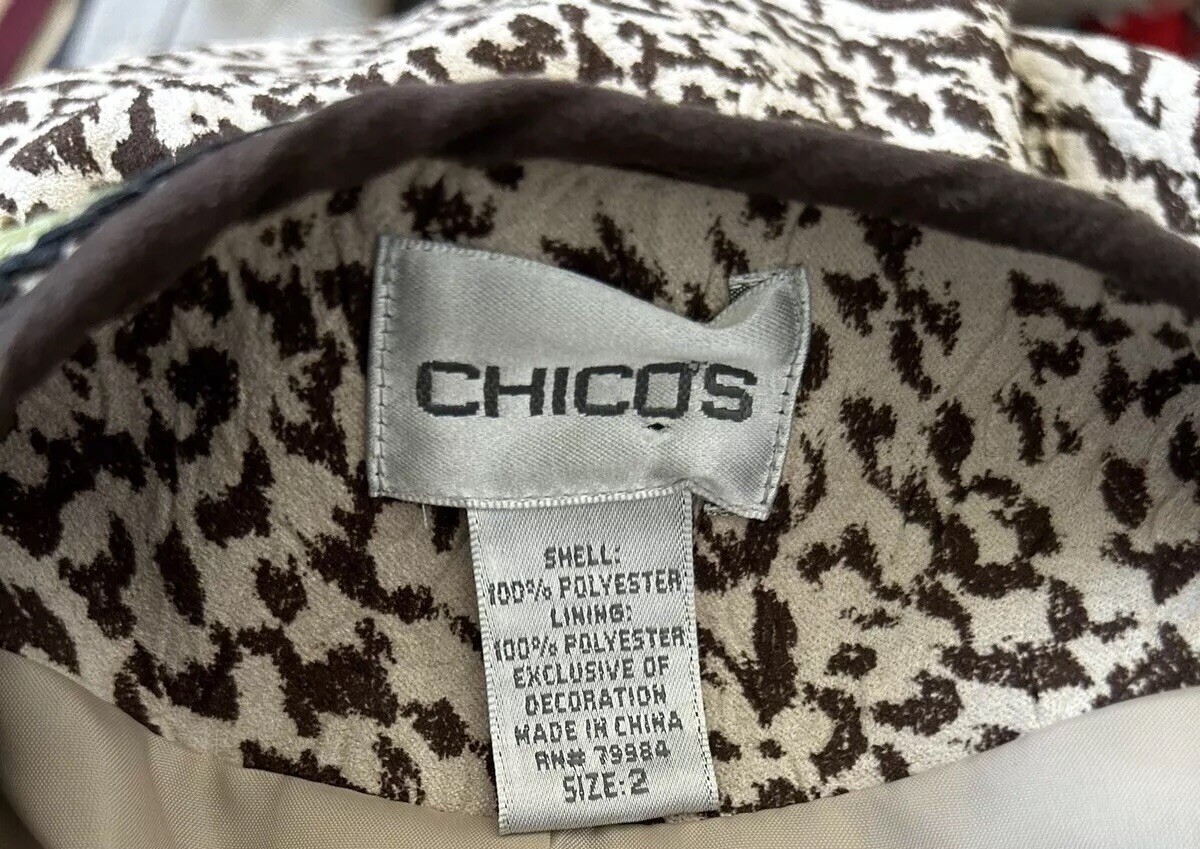 CHICO'S
SHELL:
100% POLYESTER
LINING:
100% POLYESTER
EXCLUSIVE OF
DECORATION
MADE IN CHINA
RN# 79984
SIZE: 2